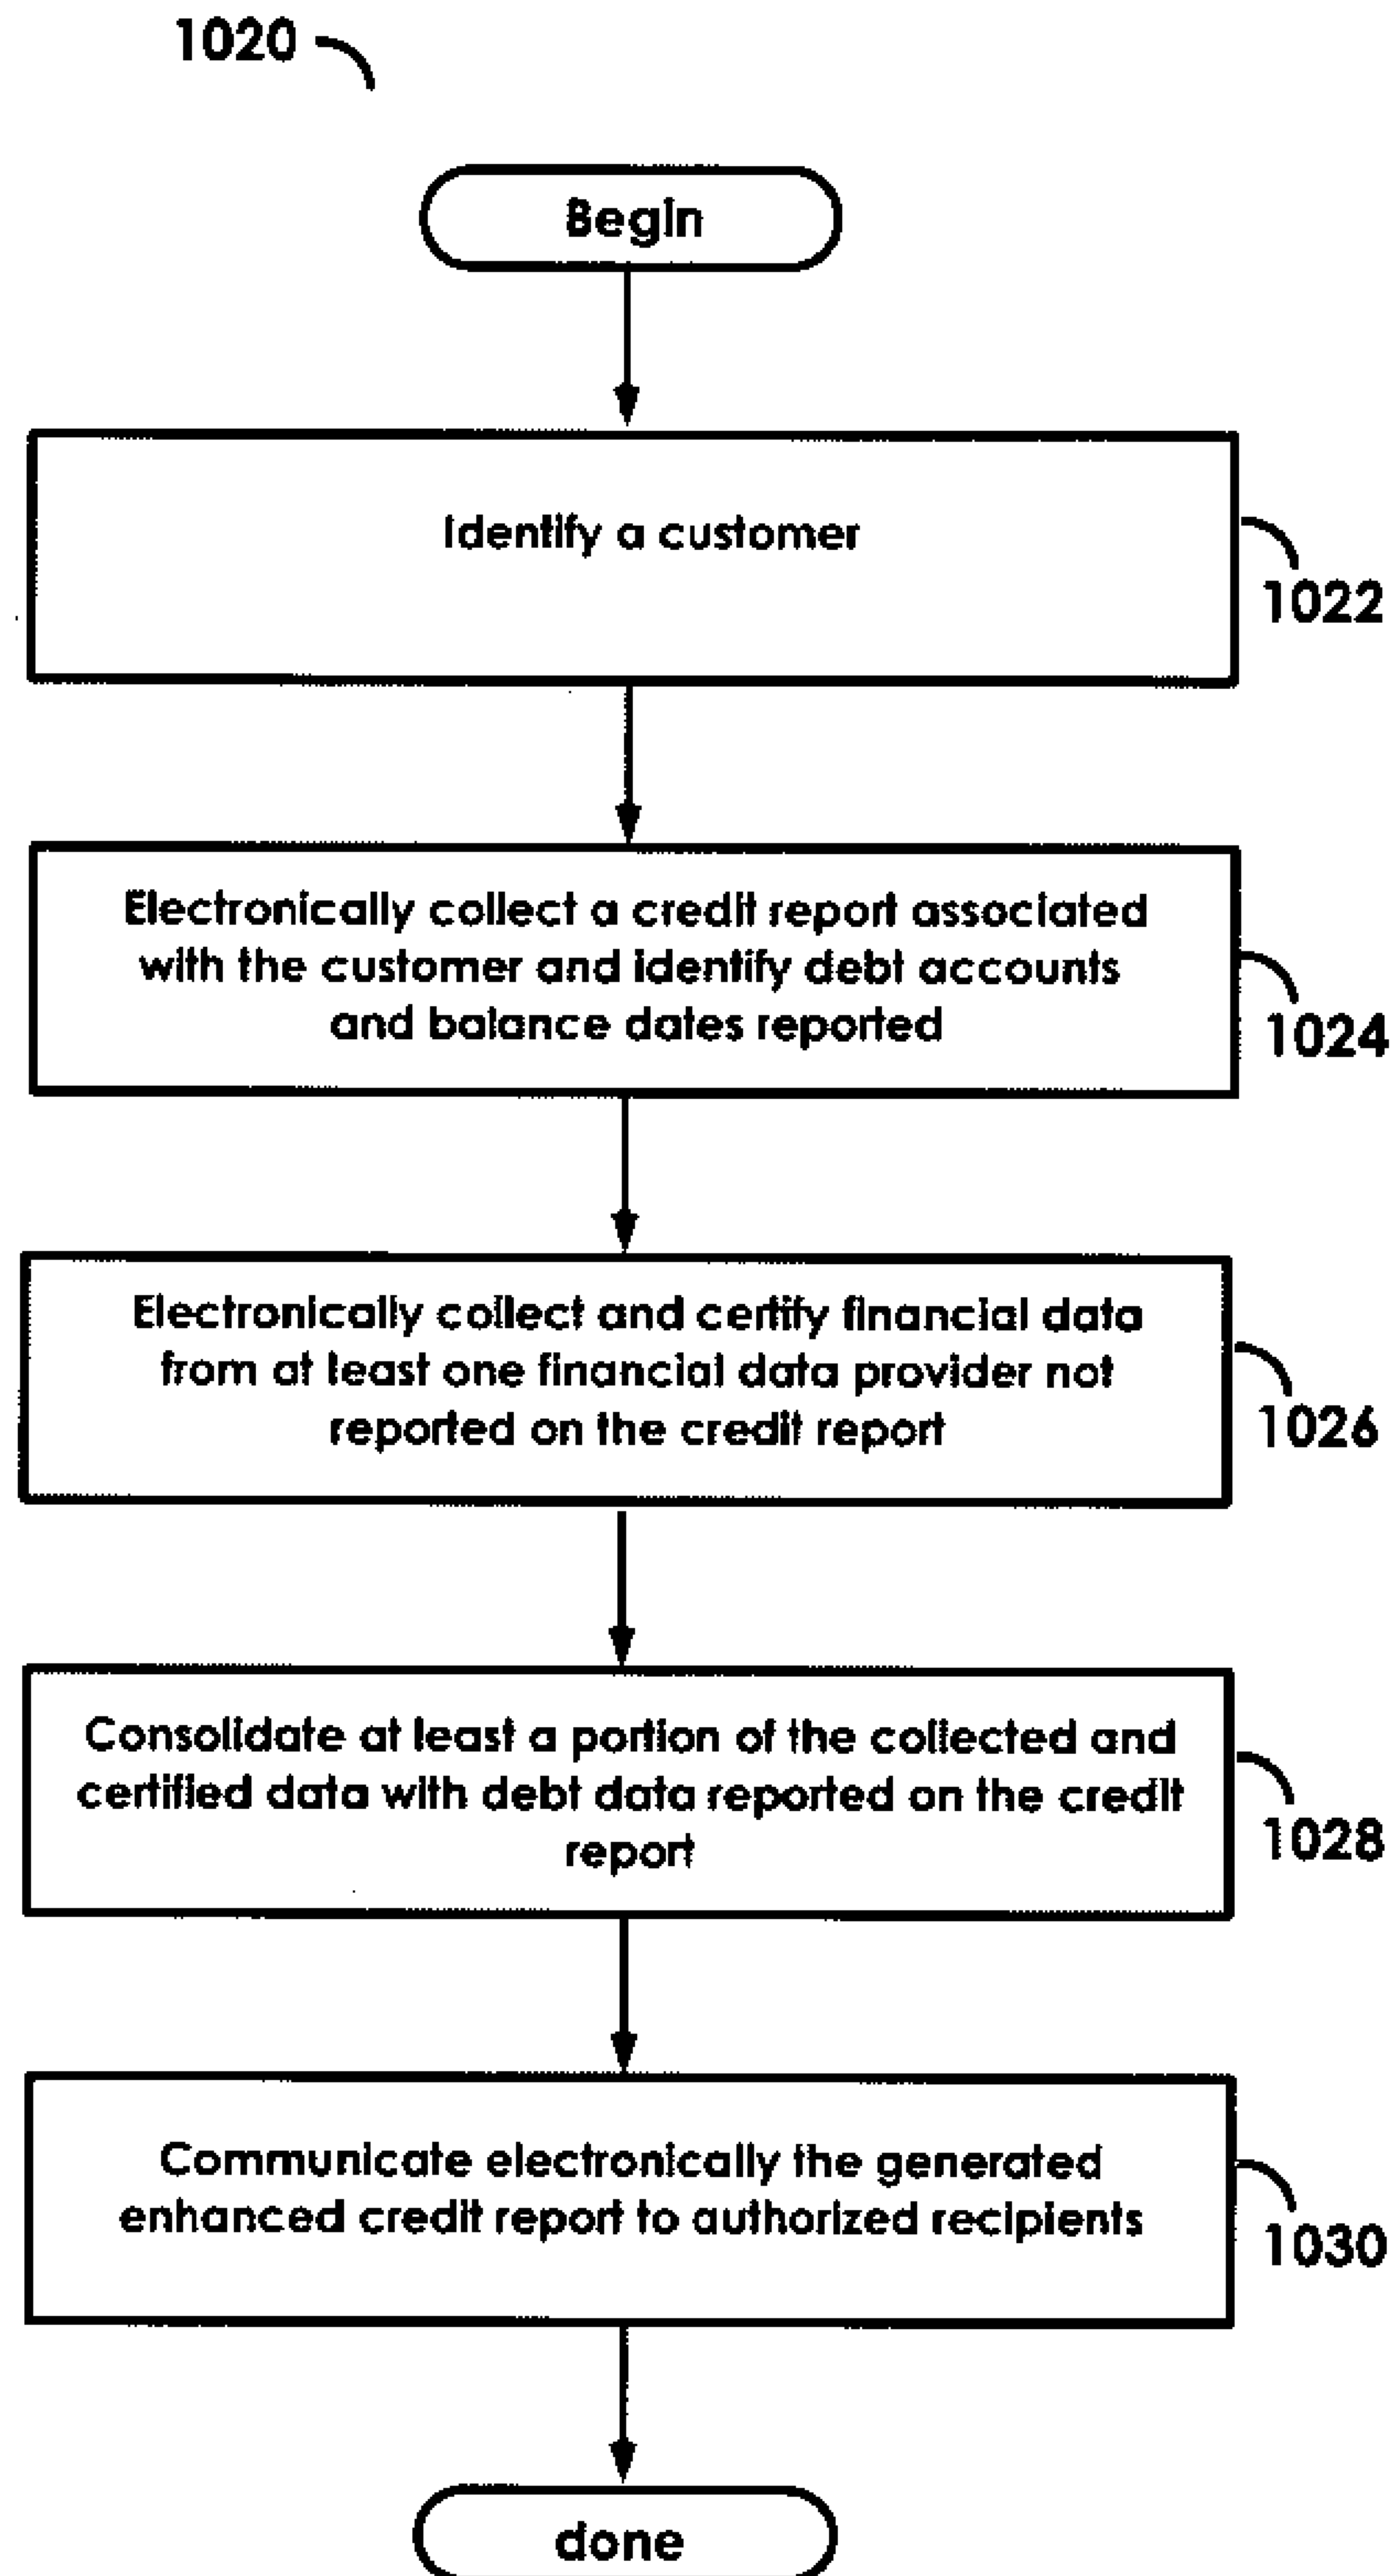 1020
Begin
Identify a customer
1022
Electronically collect a credit report associated
with the customer and identify debt accounts
and balance dates reported
1024
Electronically collect and certify financial data
from at least one financial data provider not
reported on the credit report
1026
Consolidate at least a portion of the collected and
certified data with debt data reported on the credit
report
1028
Communicate electronically the generated
enhanced credit report to authorized recipients
1030
done